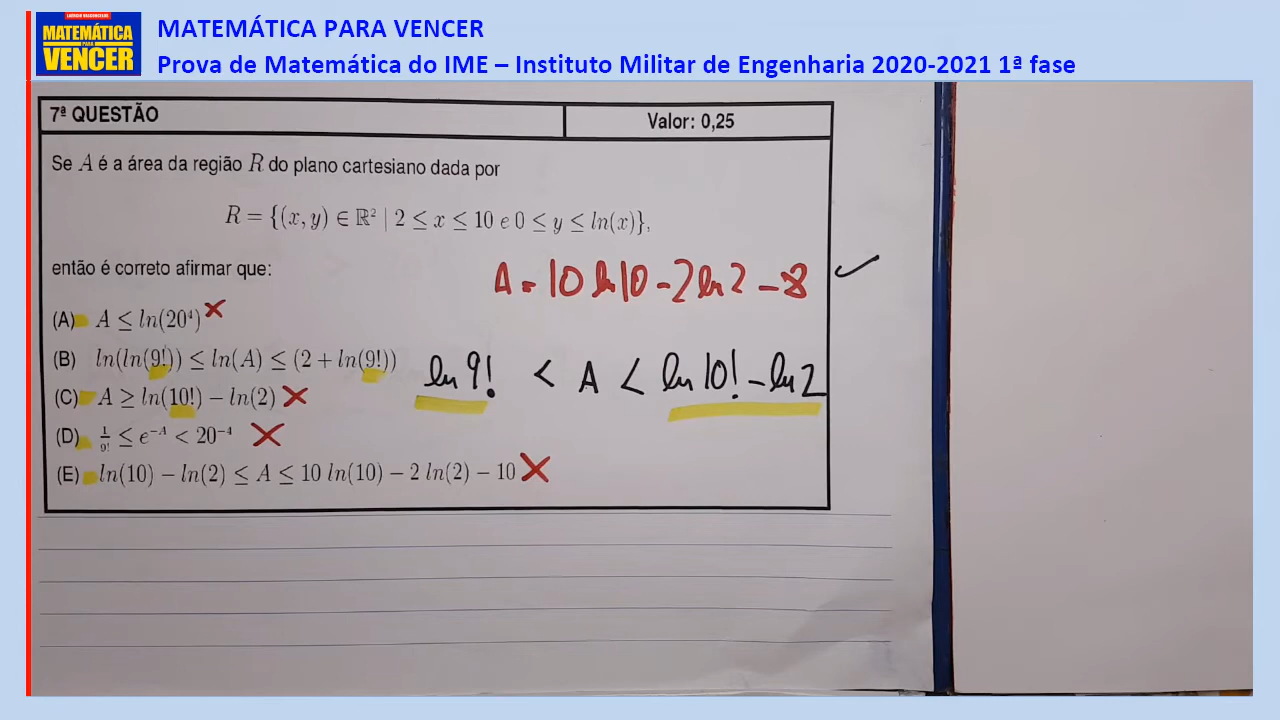 LAÉRCIO VASCONCELOS
MATEMÁTICA
PARA
VENCER
MATEMÁTICA PARA VENCER
Prova de Matemática do IME – Instituto Militar de Engenharia 2020-2021 1ª fase
7ª QUESTÃO
Valor: 0,25
Se A é a área da região R do plano cartesiano dada por
R = {(x, y) ∈ ℝ² | 2 ≤ x ≤ 10 e 0 ≤ y ≤ ln(x)},
então é correto afirmar que:
A = 10 ln 10 - 2 ln 2 - 8
(A) A ≤ ln(20⁴)
(B) ln(ln(9!)) ≤ ln(A) ≤ (2 + ln(9!))
ln 9! < A < ln 10! - ln 2
(C) A ≥ ln(10!) − ln(2)
(D) 1/9! ≤ e⁻ᴬ < 20⁻⁴
(E) ln(10) − ln(2) ≤ A ≤ 10 ln(10) − 2 ln(2) − 10